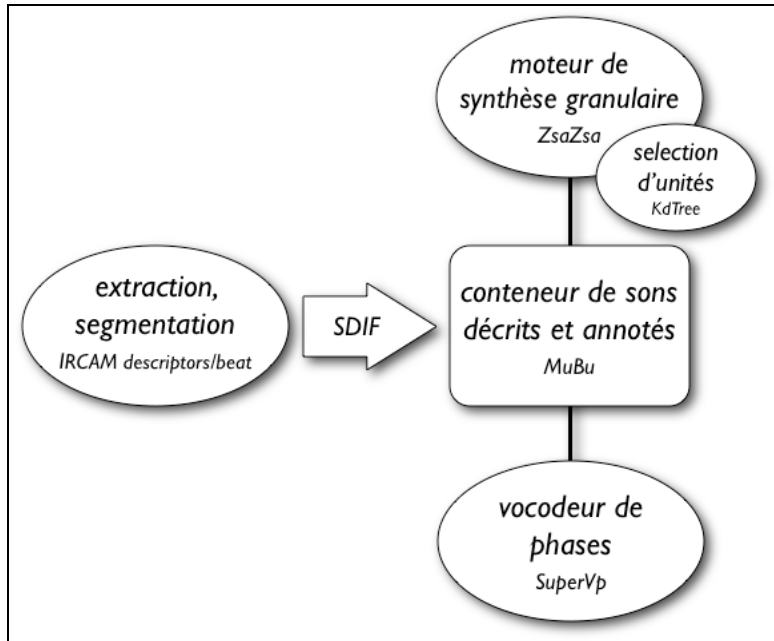 moteur de
synthèse granulaire
ZsaZsa
selection
d'unités
KdTree
extraction,
segmentation
IRCAM descriptors/beat
SDIF
conteneur de sons
décrits et annotés
MuBu
vocodeur de
phases
SuperVp